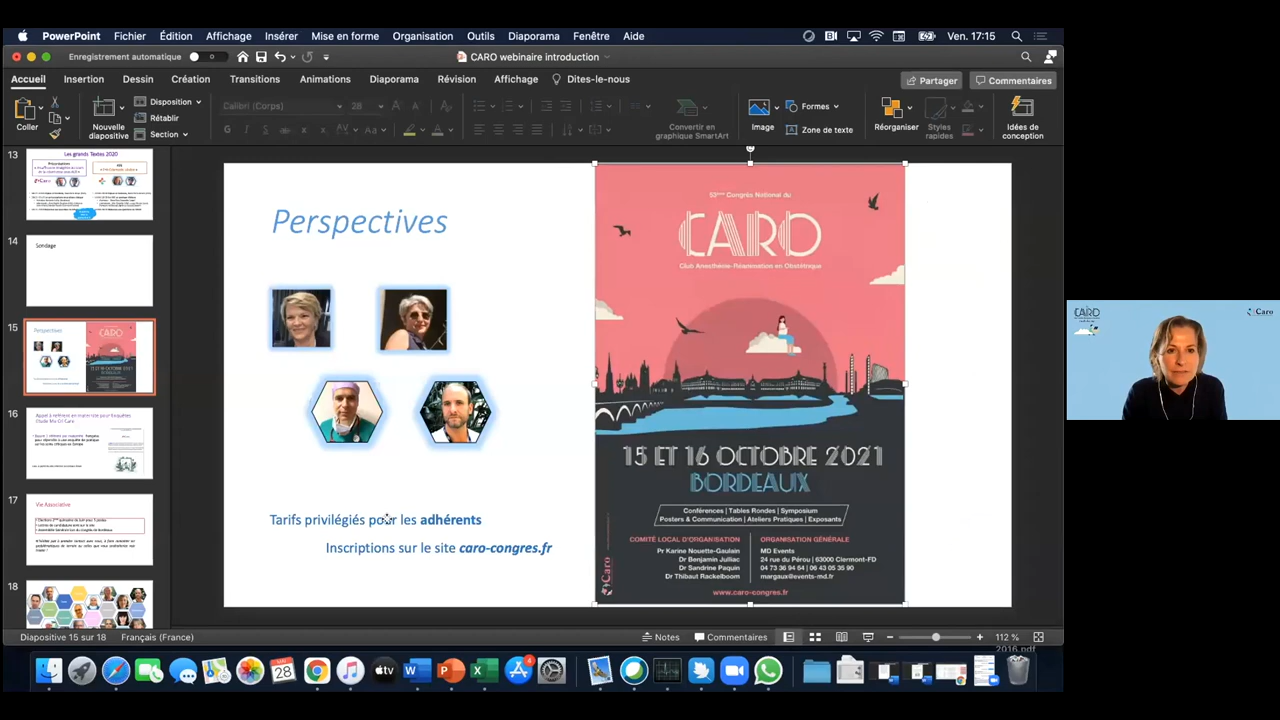 PowerPoint Fichier Édition Affichage Insérer Mise en forme Organisation Outils Diaporama Fenêtre Aide
Ven. 17:15
Enregistrement automatique
CARO webinaire introduction
Accueil Insertion Dessin Création Transitions Animations Diaporama Révision Affichage Dites-le-nous
Partager
Commentaires
Coller
Nouvelle diapositive
Disposition
Rétablir
Section
Calibri (Corps) 28
Convertir en graphique SmartArt
Image
Formes
Zone de texte
Réorganiser
Styles rapides
Idées de conception
13
Les grands Textes 2020
14
Sondage
15
Perspectives
16
17
Vie Associative
18
Perspectives
Tarifs privilégiés pour les adhérents
Inscriptions sur le site caro-congres.fr
53ème Congrès National du
CARO
Club Anesthésie-Réanimation en Obstétrique
15 ET 16 OCTOBRE 2021
BORDEAUX
Conférences | Tables Rondes | Symposium
Posters & Communication | Ateliers Pratiques | Exposants
COMITÉ LOCAL D'ORGANISATION
Pr Karine Nouette-Gaulain
Dr Benjamin Julliac
Dr Sandrine Paquin
Dr Thibaut Rackelboom
ORGANISATION GÉNÉRALE
MD Events
24 rue du Pérou | 63000 Clermont-FD
04 73 36 94 54 | 06 43 05 35 90
margaux@events-md.fr
www.caro-congres.fr
Caro
Diapositive 15 sur 18
Français (France)
Notes
Commentaires
112 %
2016.pdf
28
4
CARO
Caro